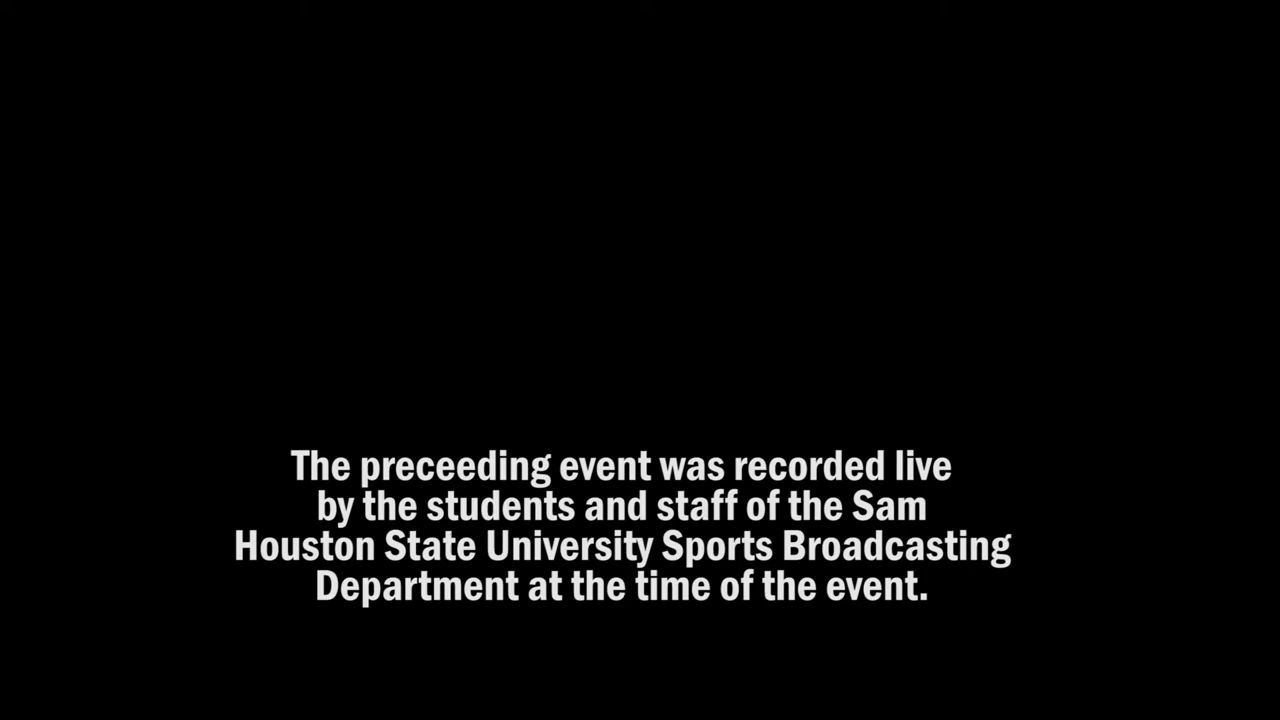 The preceeding event was recorded live
by the students and staff of the Sam
Houston State University Sports Broadcasting
Department at the time of the event.